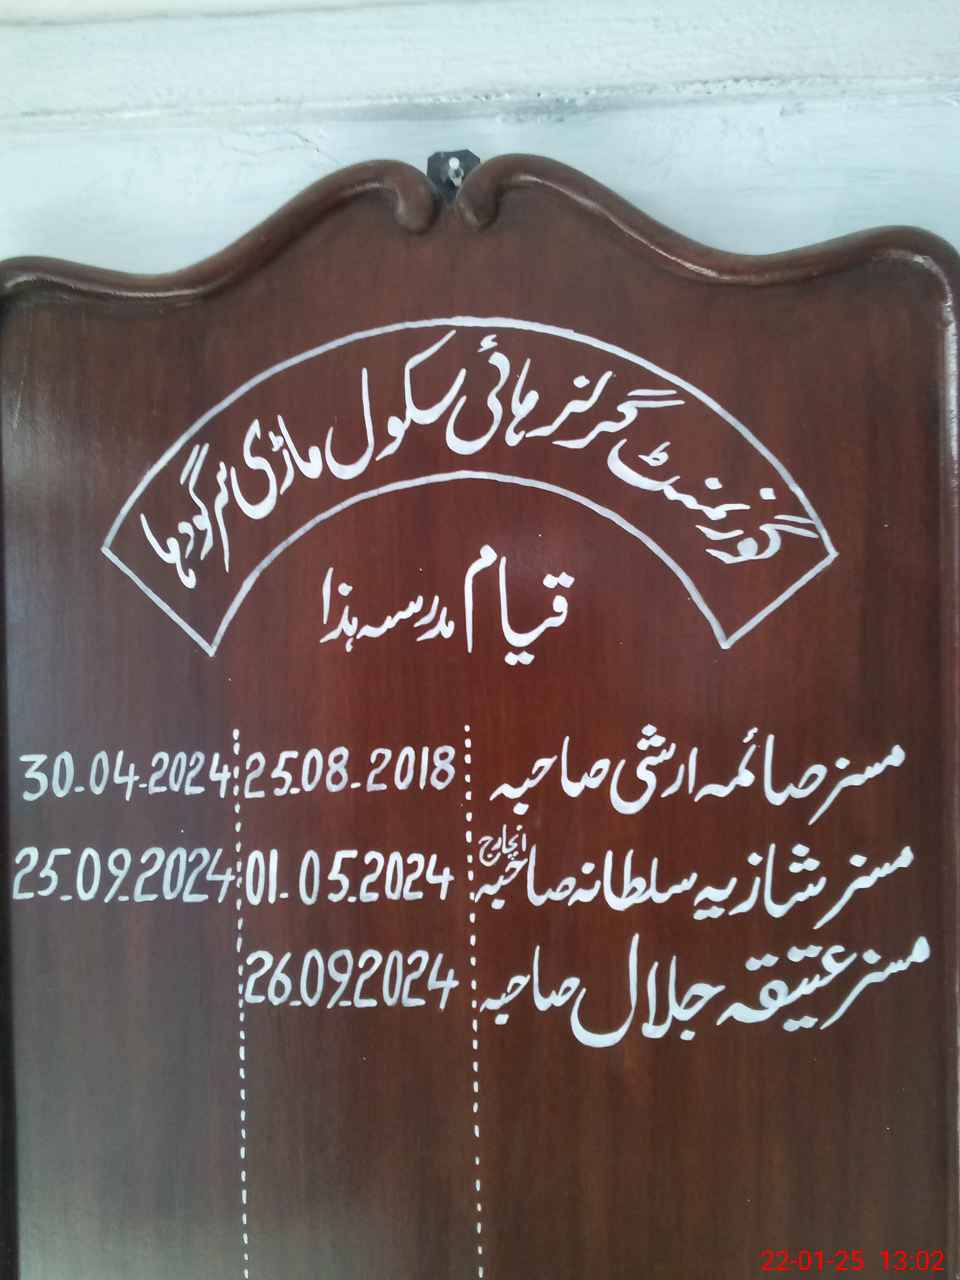 گورنمنٹ گرلز ہائی سکول ماڑی سرگودہا
قیام مدرسہ ہذا
مسز صائمہ ارشی صاحبہ 25.08.2018 30.04.2024
انچارج
مسز شازیہ سلطانہ صاحبہ 01.05.2024 25.09.2024
مسز عتیقہ جلال صاحبہ 26.09.2024
22-01-25 13:02